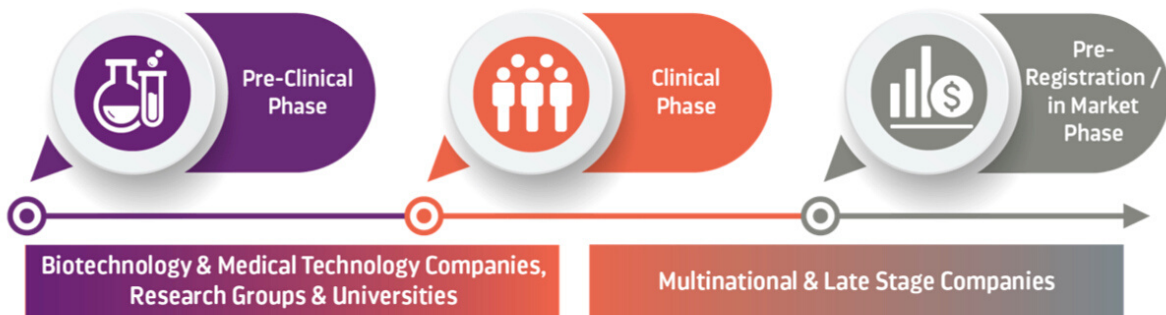 Pre-Clinical
Phase
Clinical
Phase
Pre-
Registration /
in Market
Phase
$
Biotechnology & Medical Technology Companies,
Research Groups & Universities
Multinational & Late Stage Companies